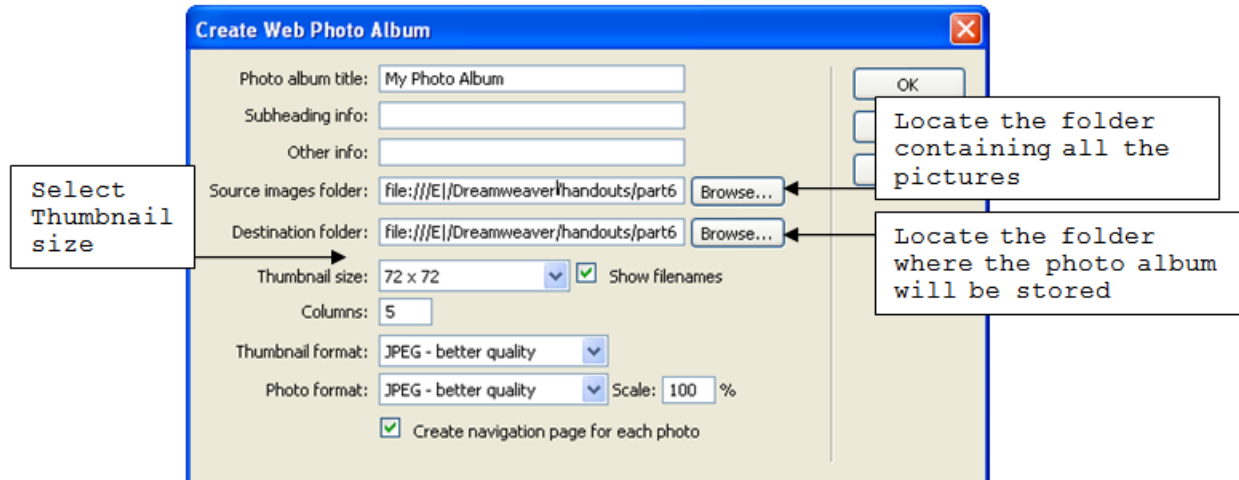 Create Web Photo Album
Photo album title: My Photo Album
OK
Subheading info:
Other info:
Locate the folder
containing all the
pictures
Select
Thumbnail
size
Source images folder: file:///E|/Dreamweaver/handouts/part6 Browse...
Destination folder: file:///E|/Dreamweaver/handouts/part6 Browse...
Locate the folder
where the photo album
will be stored
Thumbnail size: 72 x 72 Show filenames
Columns: 5
Thumbnail format: JPEG - better quality
Photo format: JPEG - better quality Scale: 100 %
Create navigation page for each photo